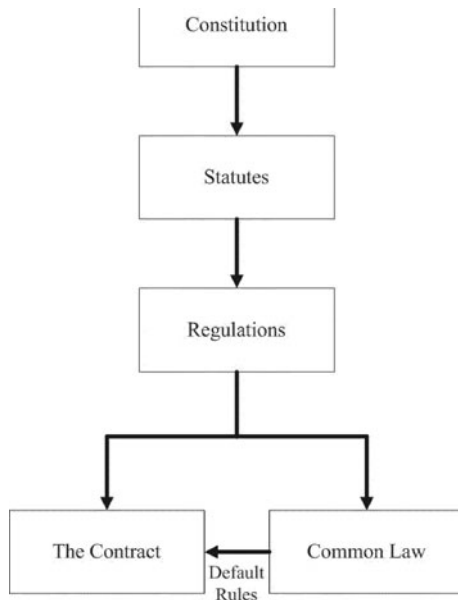 Constitution
Statutes
Regulations
The Contract
Default
Rules
Common Law